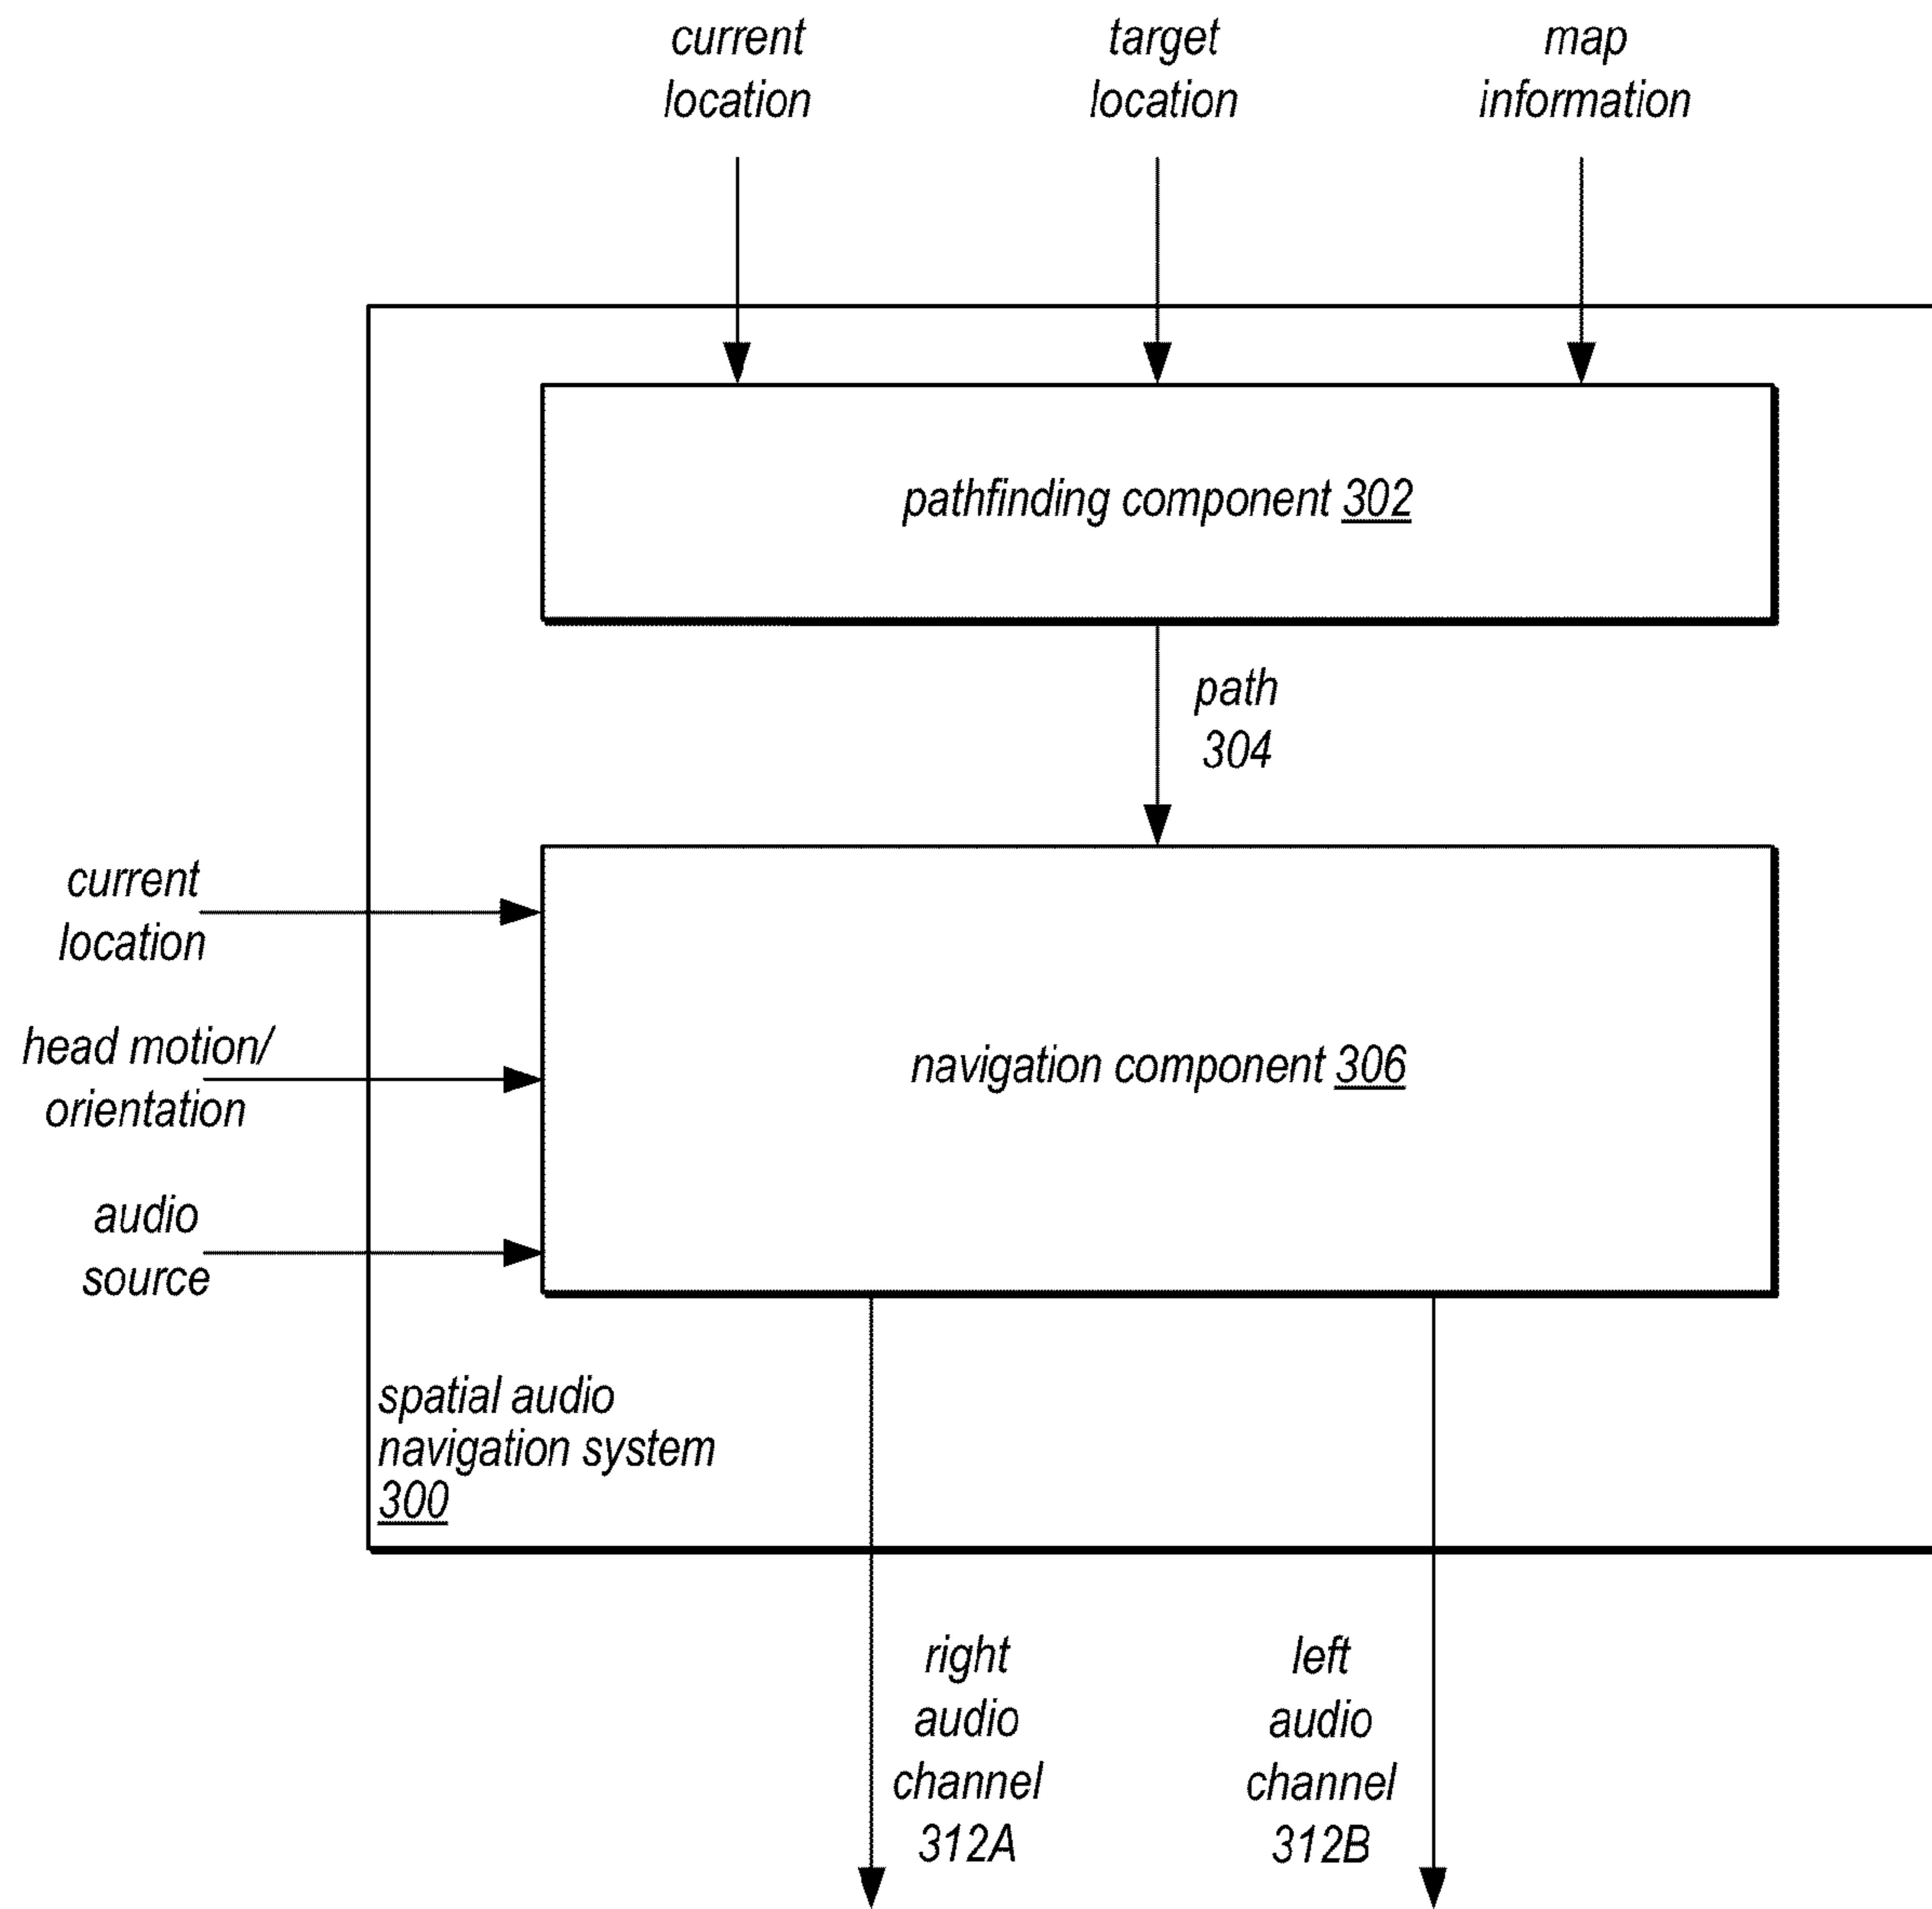 current
location
target
location
map
information
pathfinding component 302
path
304
current
location
head motion/
orientation
audio
source
navigation component 306
spatial audio
navigation system
300
right
audio
channel
312A
left
audio
channel
312B